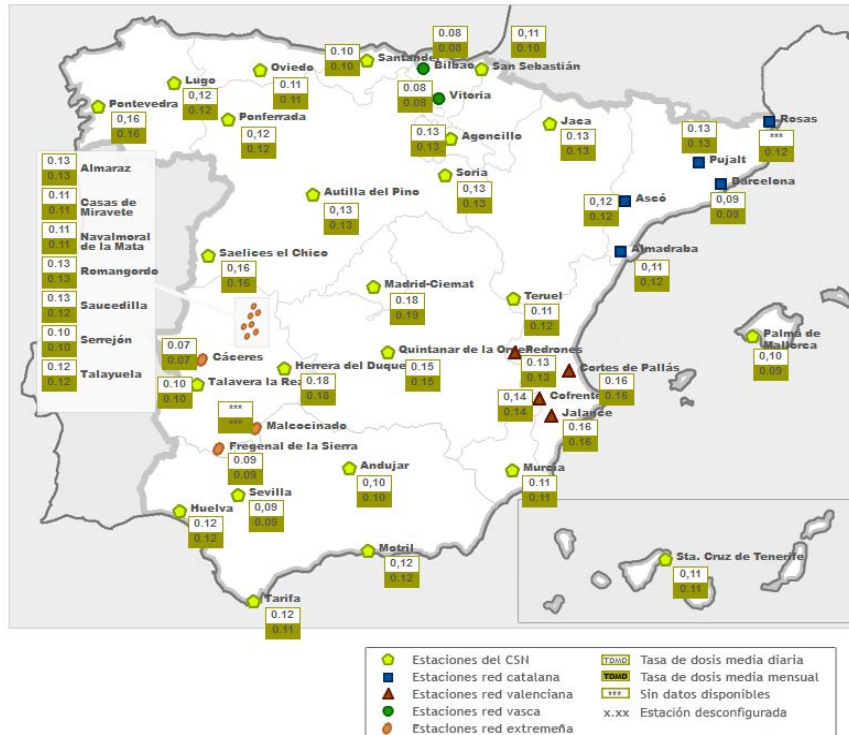 0.08
0.08
0,11
0.10
0.10
0.10
Santander
Bilbao
San Sebastián
Oviedo
0.11
0.11
Lugo
0,12
0.12
0.08
0.08
Vitoria
Pontevedra
0,16
0.16
Ponferrada
0,12
0.12
0.13
0.13
Agoncillo
Jaca
0.13
0.13
Rosas
***
0.12
0.13
0.13
Pujalt
Barcelona
0,09
0.09
0.13
0.13
Almaraz
0.11
0.11
Casas de
Miravete
0.11
0.11
Navalmoral
de la Mata
0.13
0.13
Romangordo
0.13
0.12
Saucedilla
0.10
0.10
Serrejón
0.12
0.12
Talayuela
Soria
0,13
0.13
Autilla del Pino
0,13
0.13
Ascó
0,12
0.12
Almadraba
0,11
0.12
Saelices el Chico
0,16
0.16
Madrid-Ciemat
0.18
0.19
Teruel
0.11
0.12
Palma de
Mallorca
0,10
0.09
0.07
0.07
Cáceres
Herrera del Duque
0.18
0.18
Quintanar de la Orden
0.15
0.15
Pedrones
0.13
0.13
Cortes de Pallás
0.16
0.16
0.10
0.10
Talavera la Real
0,14
0.14
Cofrentes
Jalance
0.16
0.16
***
***
Malcocinado
Fregenal de la Sierra
0.09
0.09
Andujar
0,10
0.10
Murcia
0.11
0.11
Sevilla
0,09
0.09
Huelva
0.12
0.12
Motril
0,12
0.12
Tarifa
0.12
0.11
Sta. Cruz de Tenerife
0,11
0.11
Estaciones del CSN
Estaciones red catalana
Estaciones red valenciana
Estaciones red vasca
Estaciones red extremeña
TDMD Tasa de dosis media diaria
TDMM Tasa de dosis media mensual
*** Sin datos disponibles
x.xx Estación desconfigurada